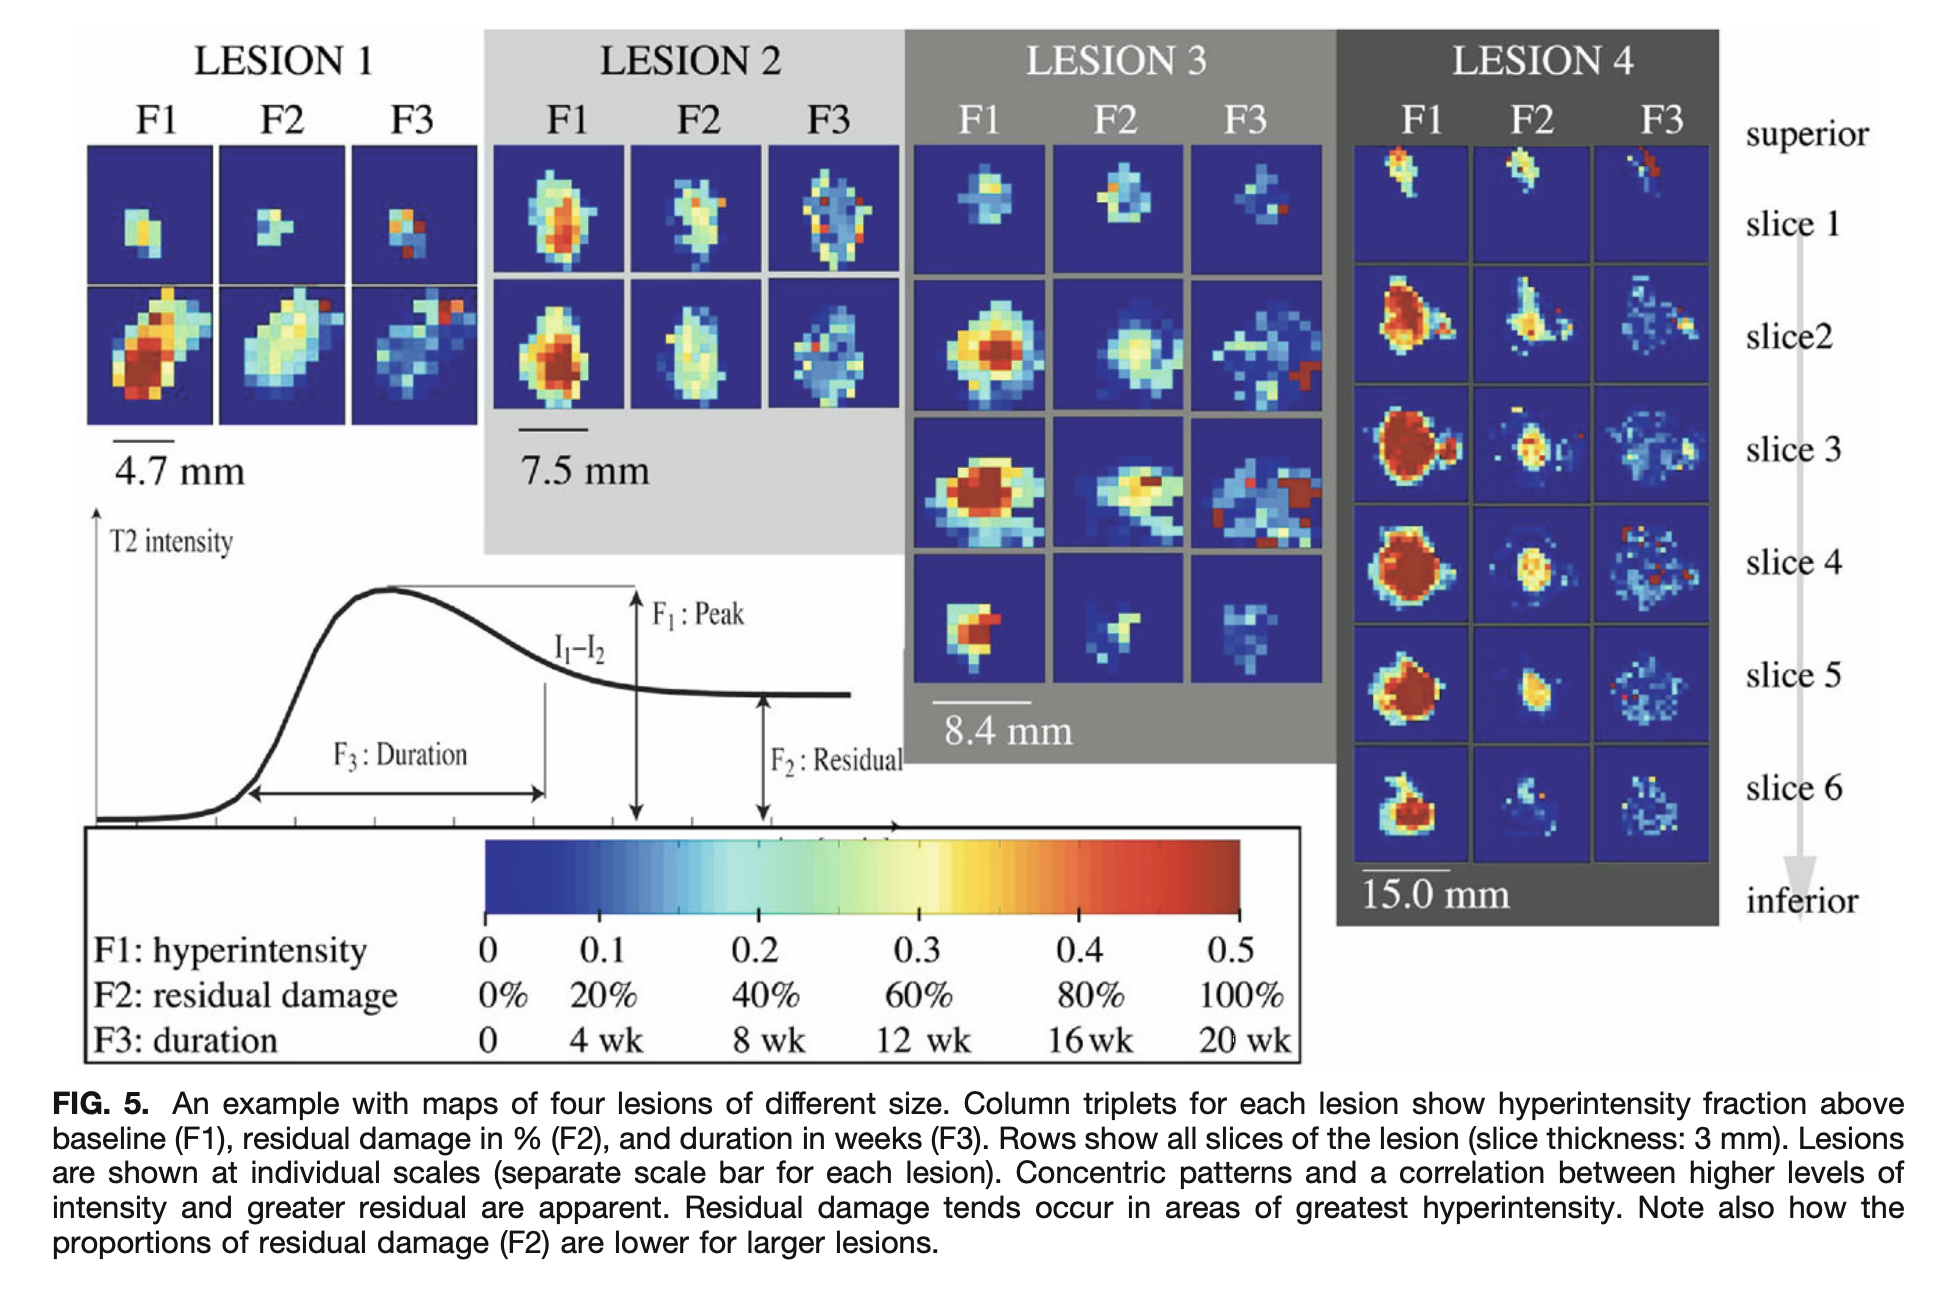 LESION 1
F1 F2 F3
4.7 mm
LESION 2
F1 F2 F3
7.5 mm
LESION 3
F1 F2 F3
8.4 mm
LESION 4
F1 F2 F3
15.0 mm
superior
slice 1
slice2
slice 3
slice 4
slice 5
slice 6
inferior
T2 intensity
F1 : Peak
I1–I2
F3 : Duration
F2 : Residual
F1: hyperintensity 0 0.1 0.2 0.3 0.4 0.5
F2: residual damage 0% 20% 40% 60% 80% 100%
F3: duration 0 4 wk 8 wk 12 wk 16 wk 20 wk
FIG. 5. An example with maps of four lesions of different size. Column triplets for each lesion show hyperintensity fraction above
baseline (F1), residual damage in % (F2), and duration in weeks (F3). Rows show all slices of the lesion (slice thickness: 3 mm). Lesions
are shown at individual scales (separate scale bar for each lesion). Concentric patterns and a correlation between higher levels of
intensity and greater residual are apparent. Residual damage tends occur in areas of greatest hyperintensity. Note also how the
proportions of residual damage (F2) are lower for larger lesions.